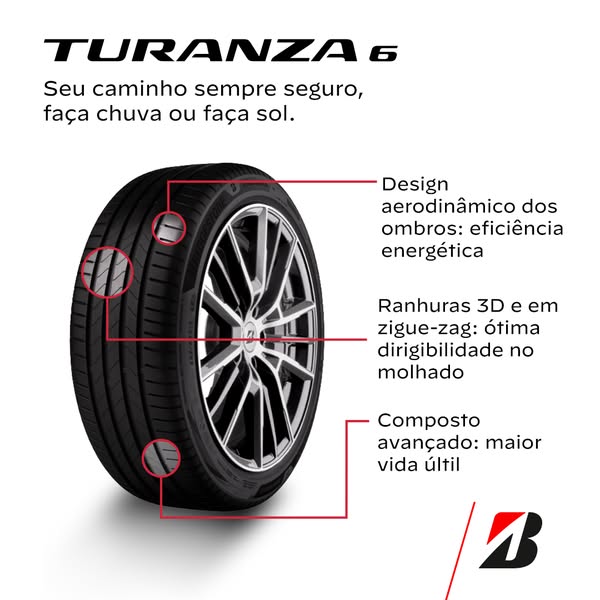 TURANZA 6
Seu caminho sempre seguro,
faça chuva ou faça sol.
Design
aerodinâmico dos
ombros: eficiência
energética
Ranhuras 3D e em
zigue-zag: ótima
dirigibilidade no
molhado
Composto
avançado: maior
vida últil
B